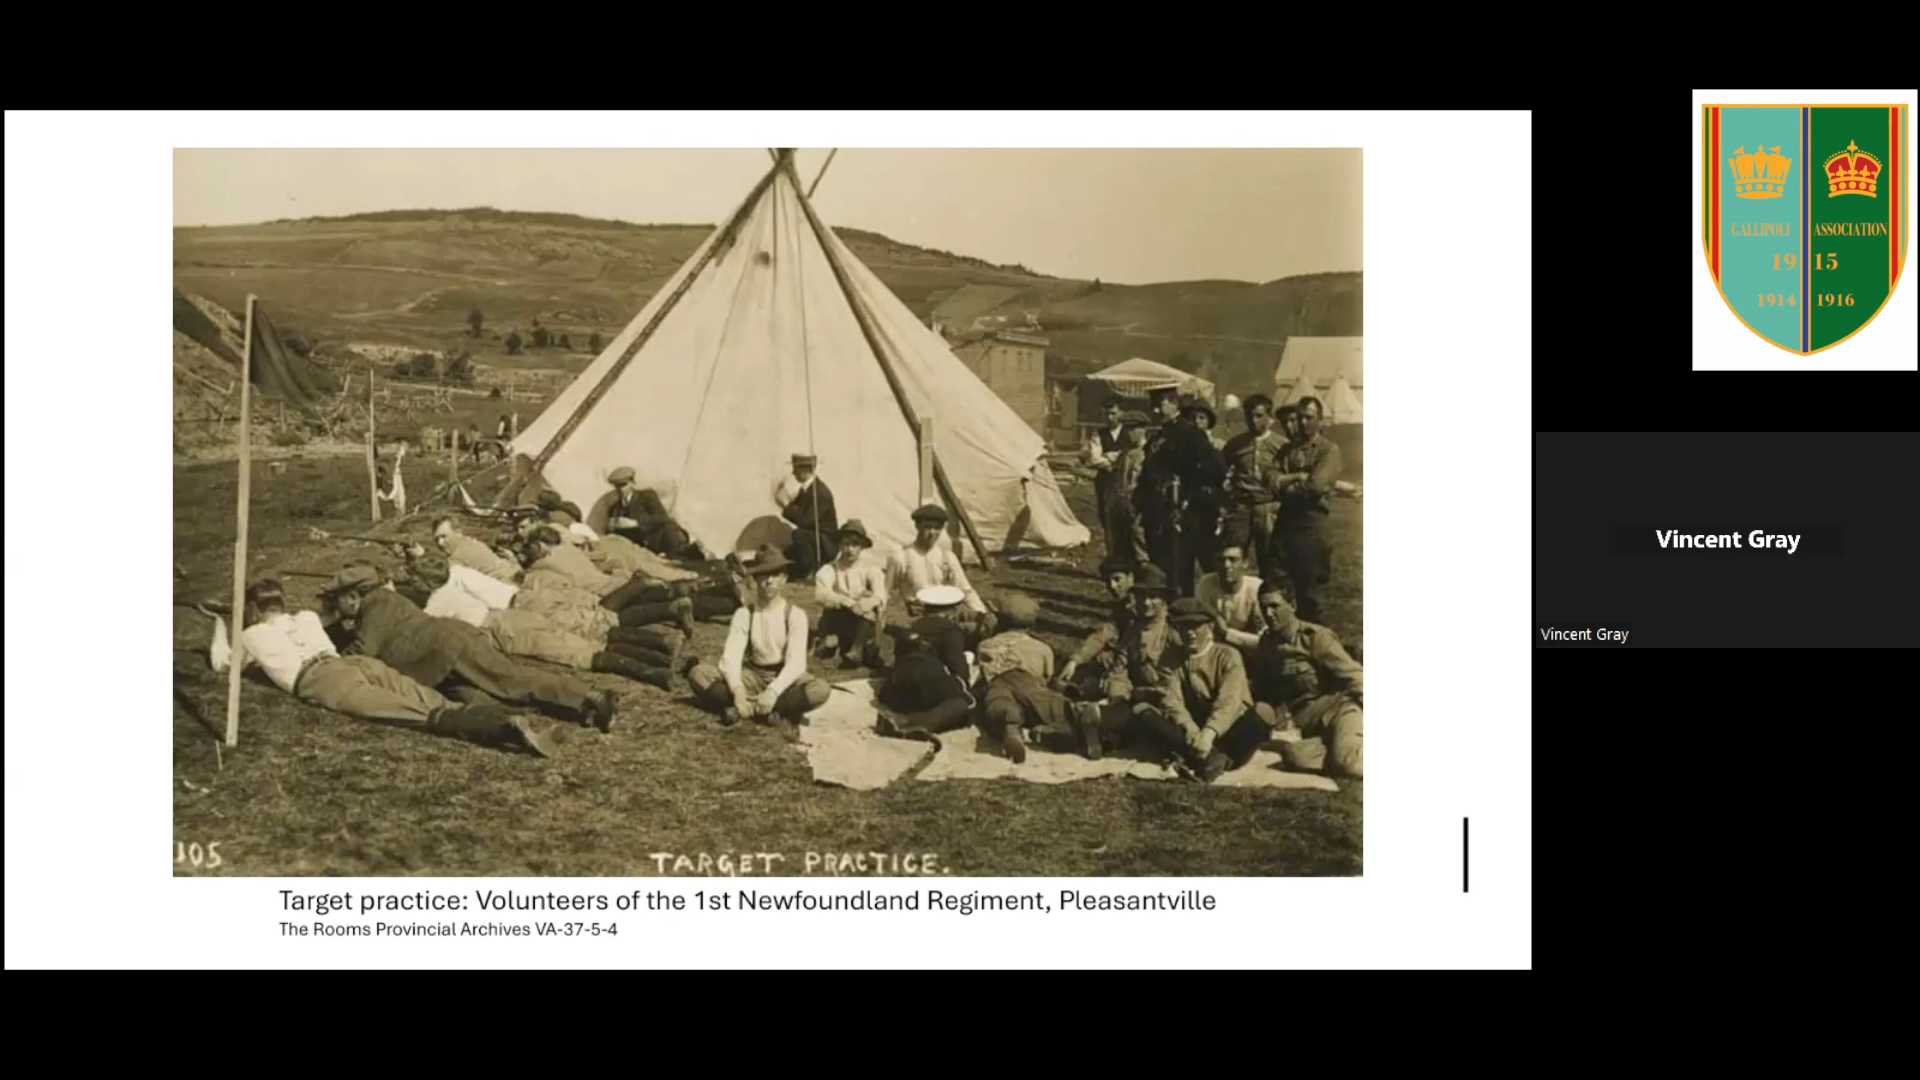 105
TARGET PRACTICE.
Target practice: Volunteers of the 1st Newfoundland Regiment, Pleasantville
The Rooms Provincial Archives VA-37-5-4
GALLIPOLI ASSOCIATION
19 15
1914 1916
Vincent Gray
Vincent Gray